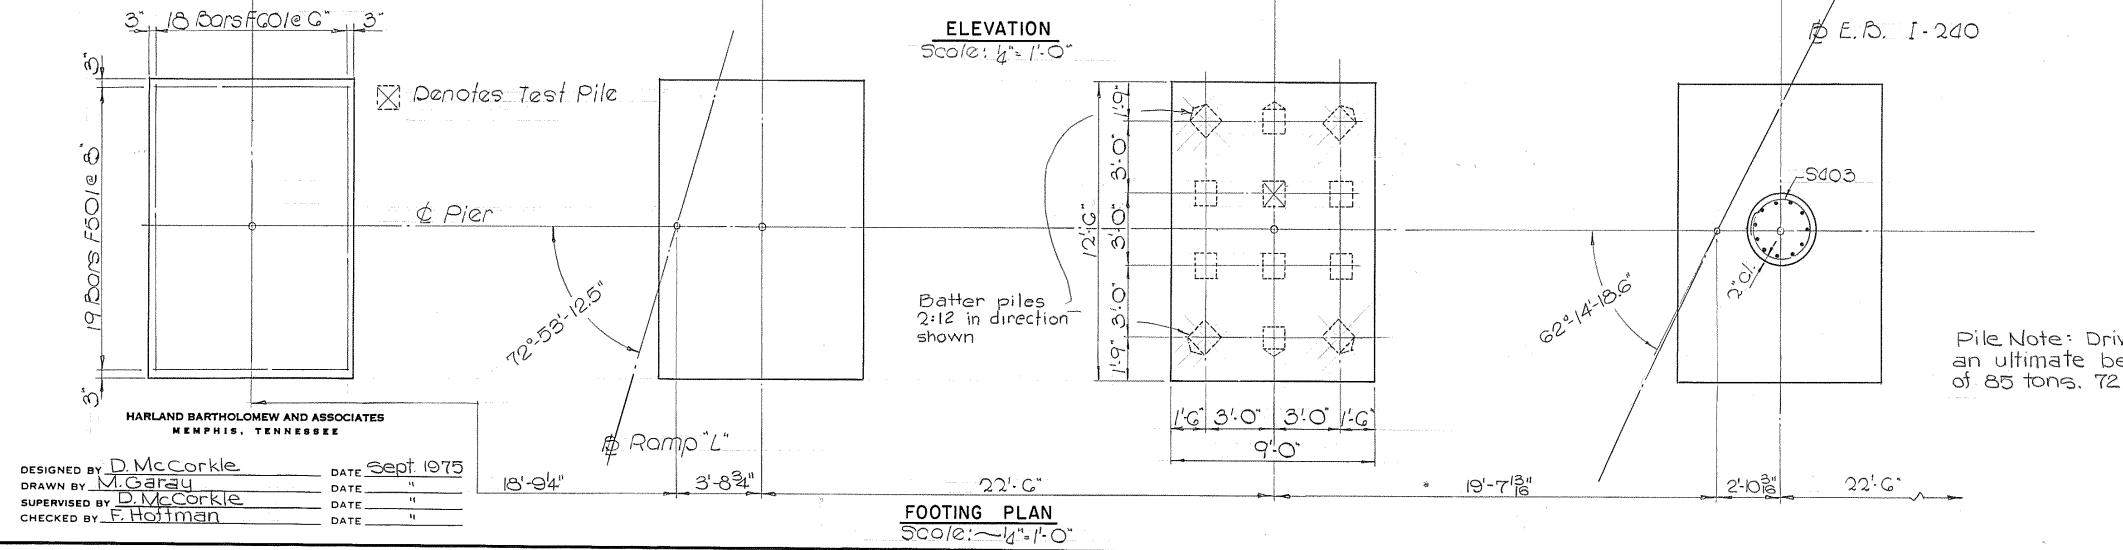 3" 18 Bars F601@6" 3"
ELEVATION
Scale: ¼"=1'-0"
℄ E.B. I-240
3"
Denotes Test Pile
1'-9"
3'-0"
S403
19 Bars F501@8"
℄ Pier
12'-6"
3'-0"
2" cl.
72°-53'-12.5"
Batter piles
2:12 in direction
shown
3'-0"
62°-14'-18.6"
1'-9"
Pile Note: Driv
an ultimate be
of 85 tons. 72
3"
HARLAND BARTHOLOMEW AND ASSOCIATES
MEMPHIS, TENNESSEE
1'-6" 3'-0" 3'-0" 1'-6"
9'-0"
Ramp "L"
DESIGNED BY D. McCorkle DATE Sept. 1975
DRAWN BY M. Garay DATE "
SUPERVISED BY D. McCorkle DATE "
CHECKED BY F. Hoffman DATE "
18'-9¼" 3'-8¾" 22'-6" 19'-7 13/16" 2'-10 3/16" 22'-6"
FOOTING PLAN
Scale: ~¼"=1'-0"